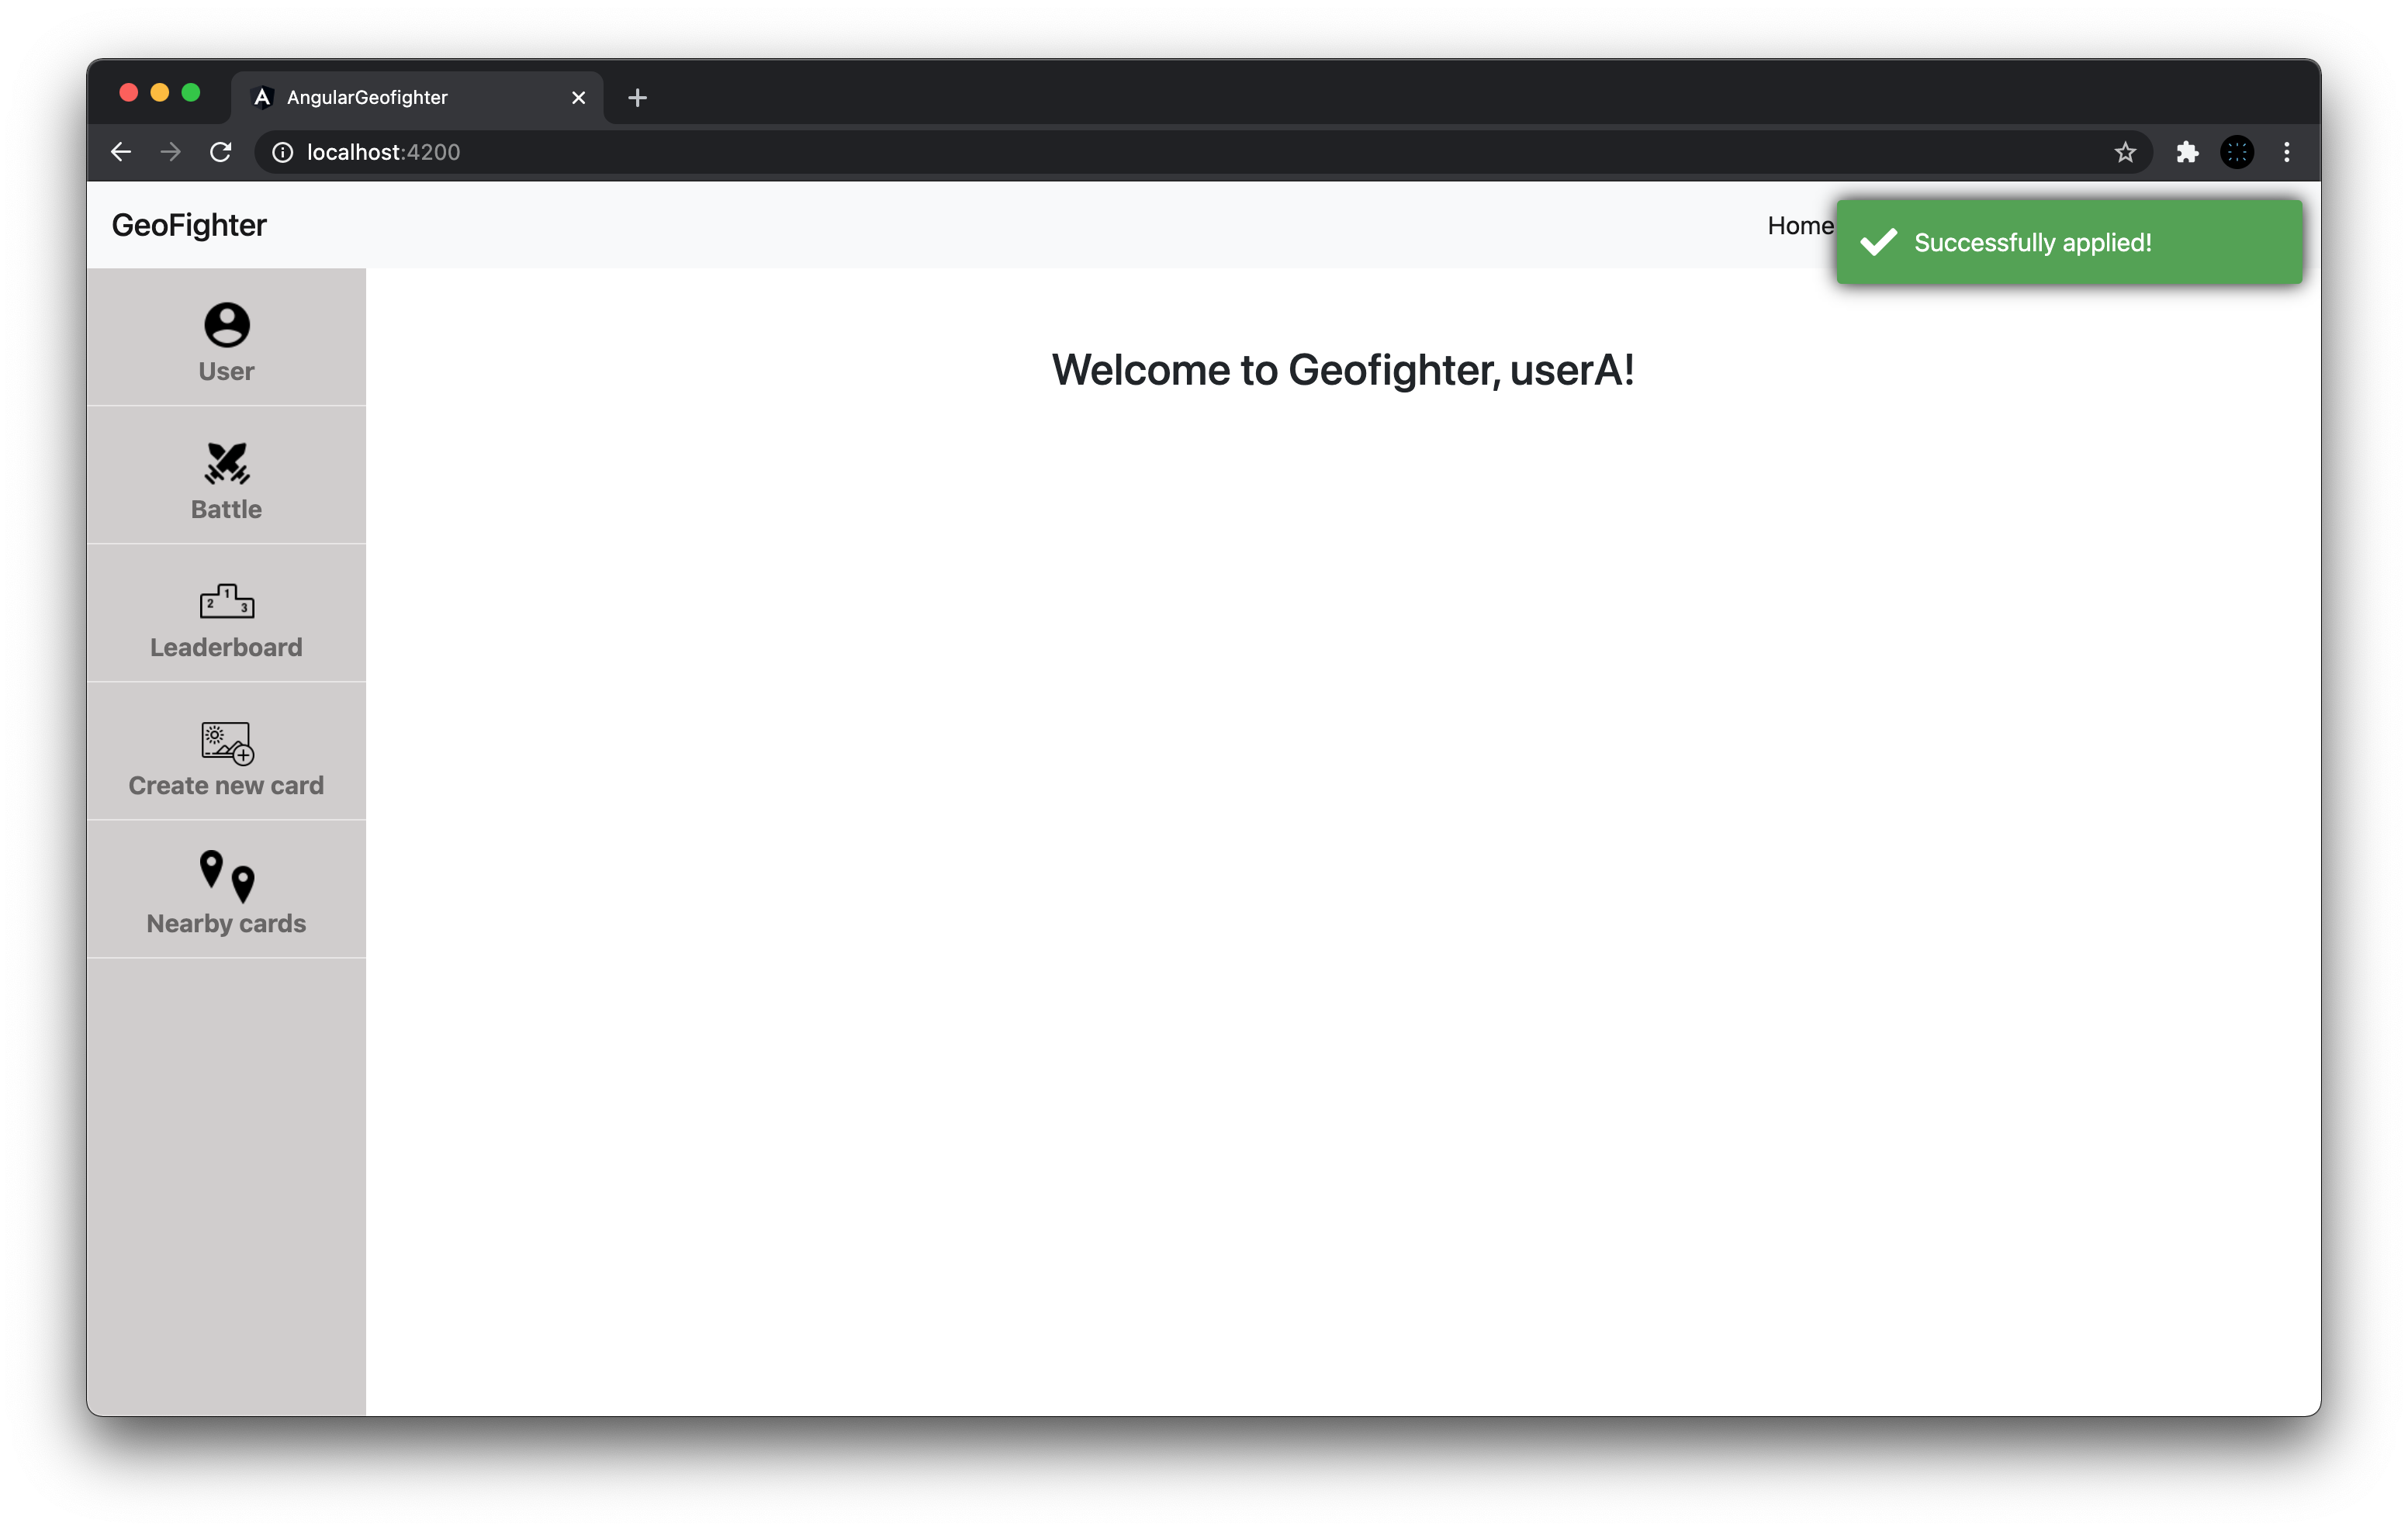 AngularGeofighter
localhost:4200
GeoFighter
Home
Successfully applied!
User
Welcome to Geofighter, userA!
Battle
1
2
3
Leaderboard
Create new card
Nearby cards